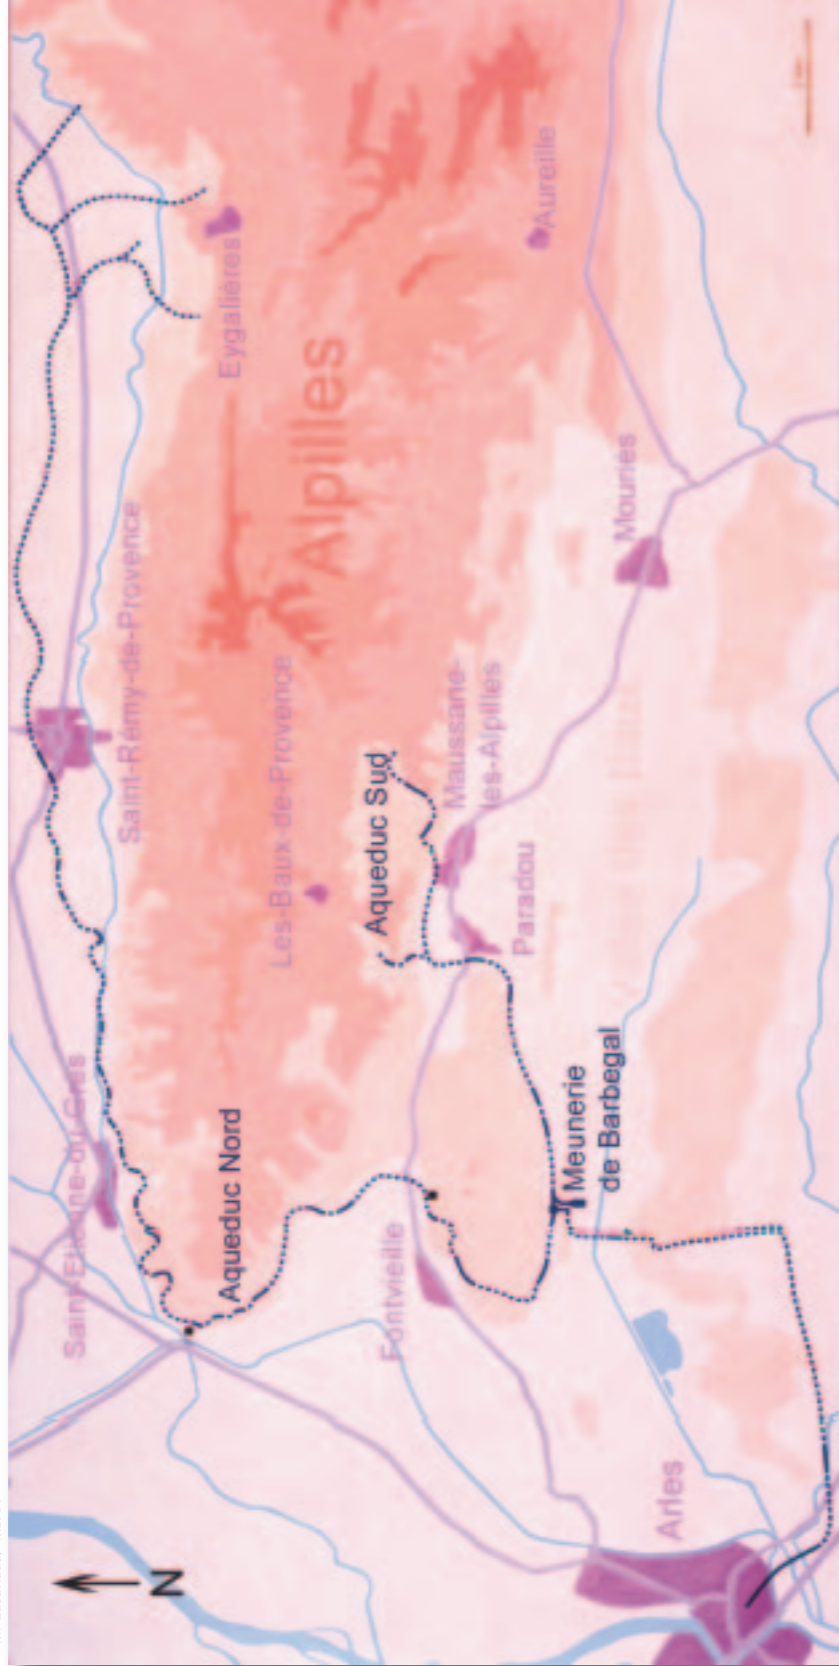 Eygalières
Alpilles
Aureille
Saint-Rémy-de-Provence
Les-Baux-de-Provence
Mouriès
Aqueduc Sud
Maussane-
les-Alpilles
Paradou
Saint-Etienne-du-Grès
Aqueduc Nord
Fontvieille
Meunerie
de Barbegal
Arles
N